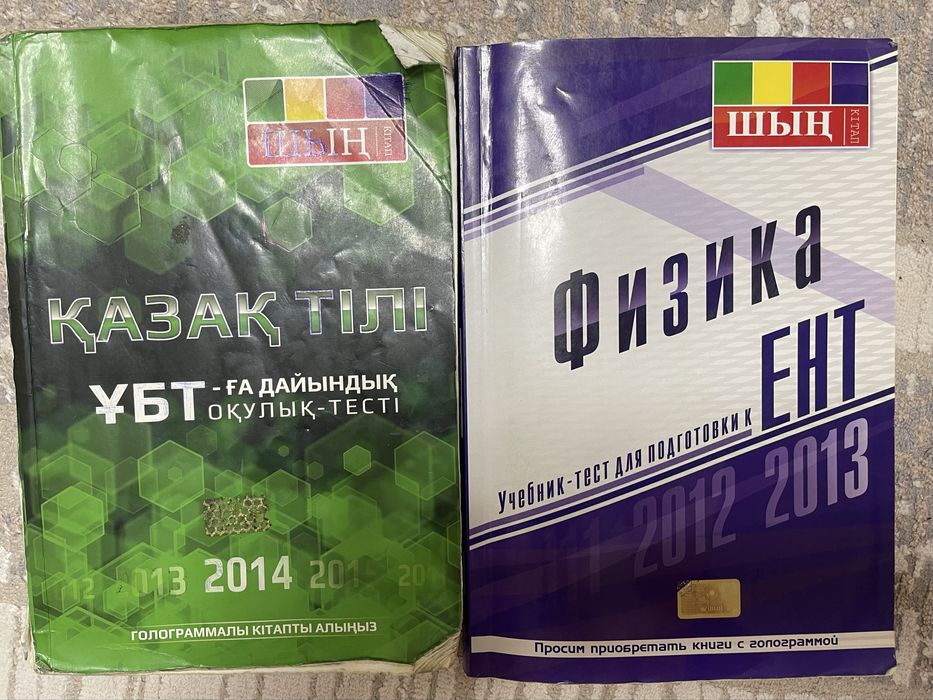 ШЫҢ
КІТАП
ҚАЗАҚ ТІЛІ
ҰБТ-ҒА ДАЙЫНДЫҚ
ОҚУЛЫҚ-ТЕСТІ
2013 2014
ГОЛОГРАММАЛЫ КІТАПТЫ АЛЫҢЫЗ
ШЫҢ
КІТАП
Физика
ЕНТ
Учебник-тест для подготовки к
2012 2013
Просим приобретать книги с голограммой